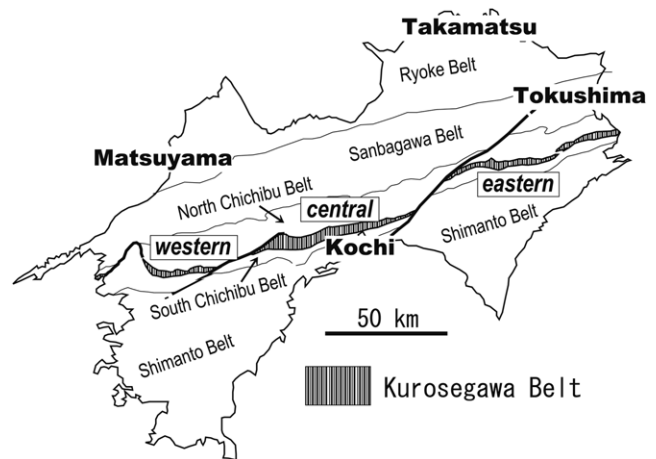 Takamatsu
Ryoke Belt
Tokushima
Sanbagawa Belt
Matsuyama
North Chichibu Belt
central
eastern
western
Kochi
Shimanto Belt
South Chichibu Belt
Shimanto Belt
50 km
Kurosegawa Belt